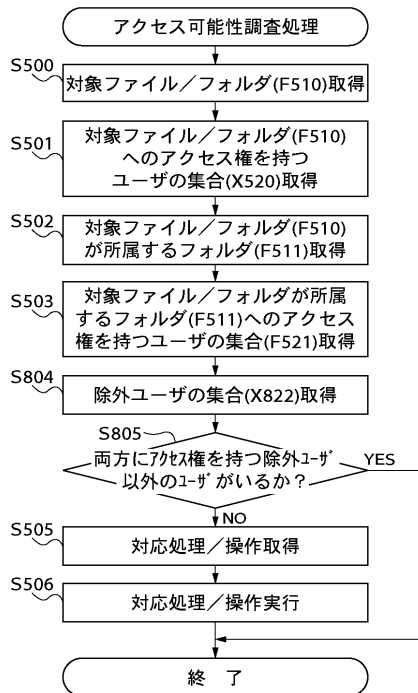 アクセス可能性調査処理
S500
対象ファイル／フォルダ(F510)取得
S501
対象ファイル／フォルダ(F510)
へのアクセス権を持つ
ユーザの集合(X520)取得
S502
対象ファイル／フォルダ(F510)
が所属するフォルダ(F511)取得
S503
対象ファイル／フォルダが所属
するフォルダ(F511)へのアクセス
権を持つユーザの集合(F521)取得
S804
除外ユーザの集合(X822)取得
S805
両方にｱｸｾｽ権を持つ除外ﾕｰｻﾞ
以外のﾕｰｻﾞがいるか？
YES
NO
S505
対応処理／操作取得
S506
対応処理／操作実行
終 了